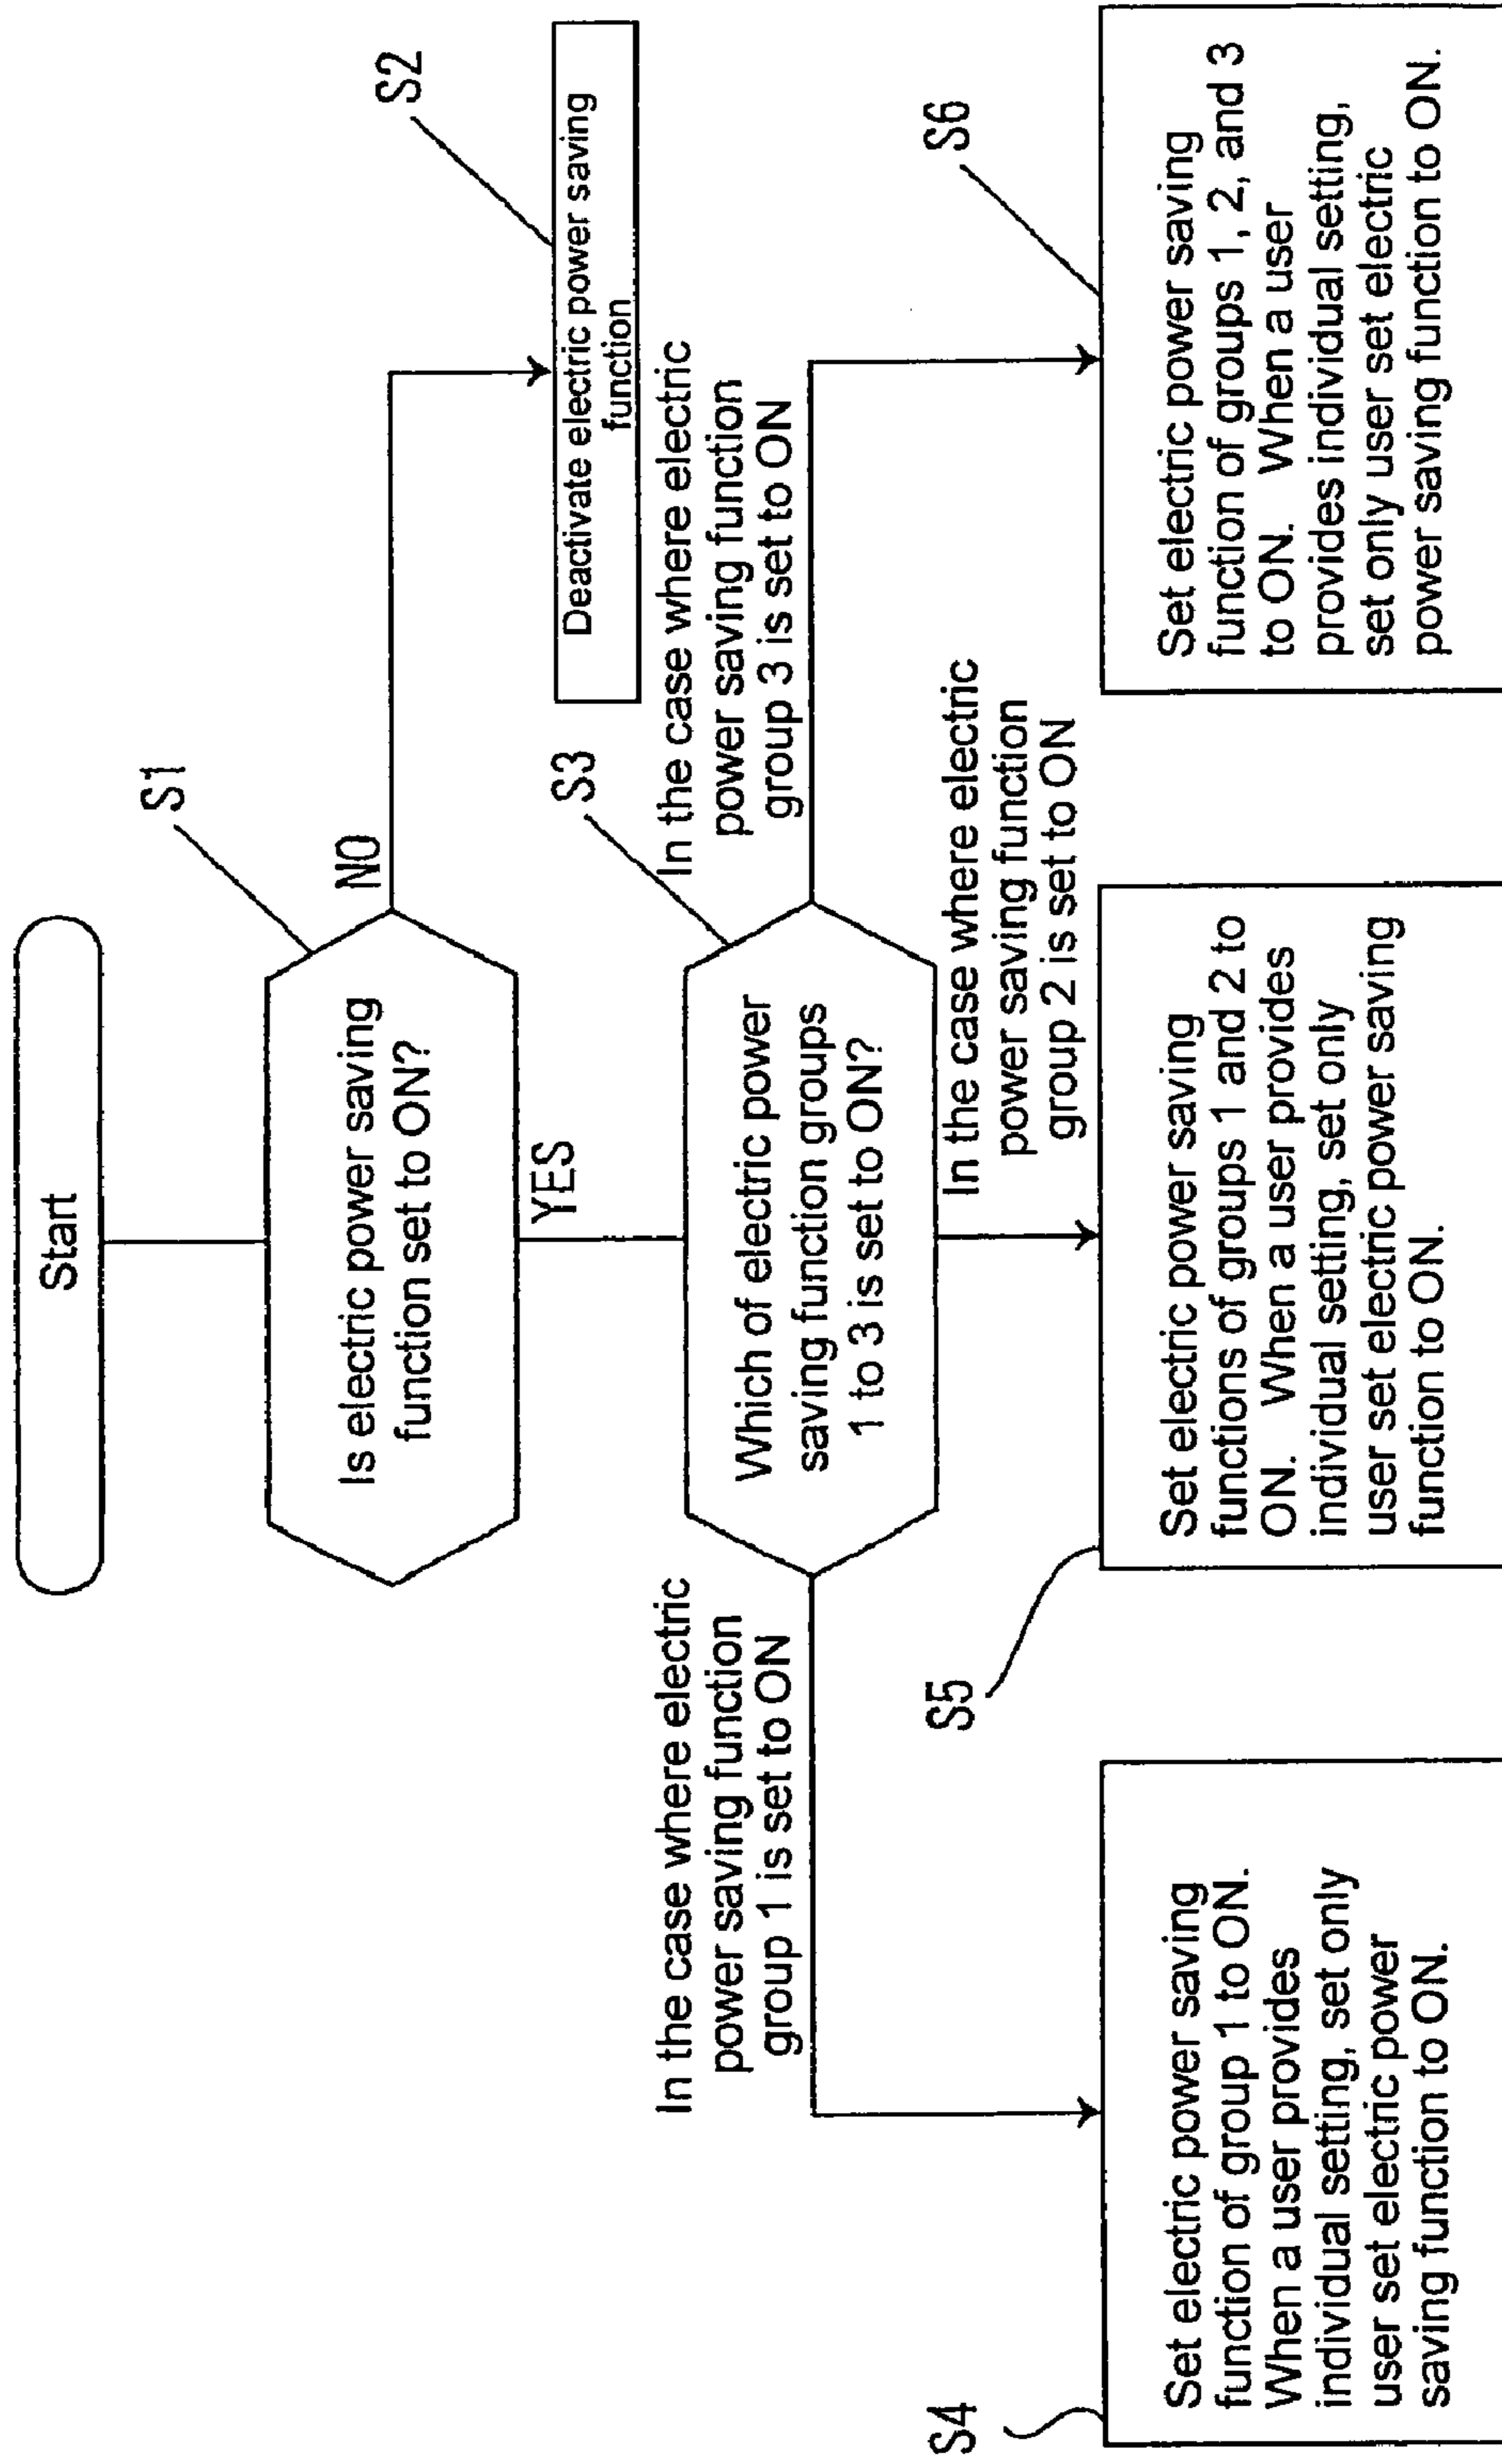 Start
S1
Is electric power saving
function set to ON?
NO
YES
S2
Deactivate electric power saving
function
S3
Which of electric power
saving function groups
1 to 3 is set to ON?
In the case where electric
power saving function
group 1 is set to ON
In the case where electric
power saving function
group 2 is set to ON
In the case where electric
power saving function
group 3 is set to ON
S4
Set electric power saving
function of group 1 to ON.
When a user provides
individual setting, set only
user set electric power
saving function to ON.
S5
Set electric power saving
functions of groups 1 and 2 to
ON. When a user provides
individual setting, set only
user set electric power saving
function to ON.
S6
Set electric power saving
function of groups 1, 2, and 3
to ON. When a user
provides individual setting,
set only user set electric
power saving function to ON.